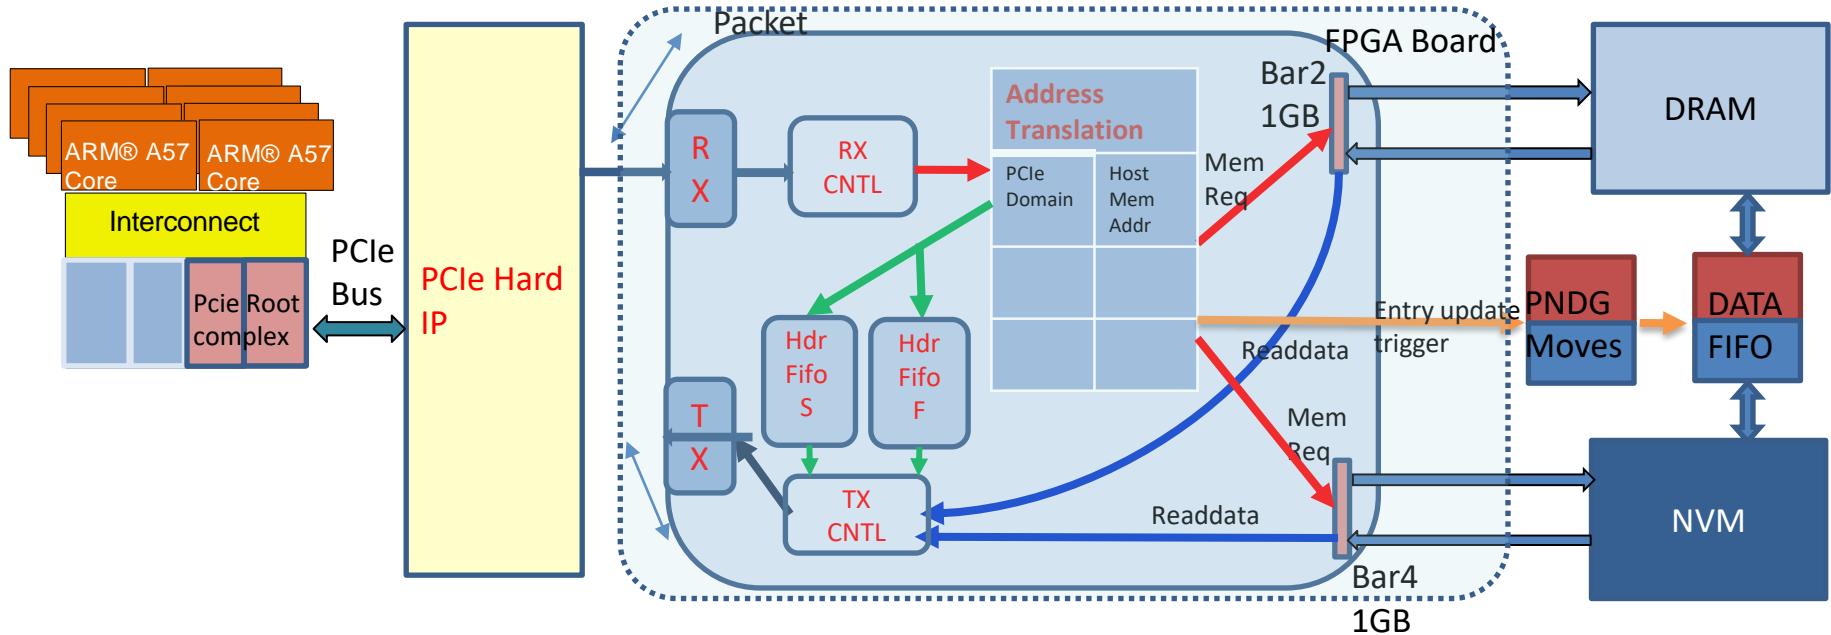 Packet
FPGA Board
ARM® A57
Core
ARM® A57
Core
Interconnect
Pcie Root
complex
PCIe
Bus
PCIe Hard
IP
R
X
RX
CNTL
Address
Translation
PCIe
Domain
Host
Mem
Addr
Mem
Req
Bar2
1GB
DRAM
Hdr
Fifo
S
Hdr
Fifo
F
Entry update
trigger
Readdata
PNDG
Moves
DATA
FIFO
T
X
TX
CNTL
Mem
Req
Readdata
Bar4
1GB
NVM